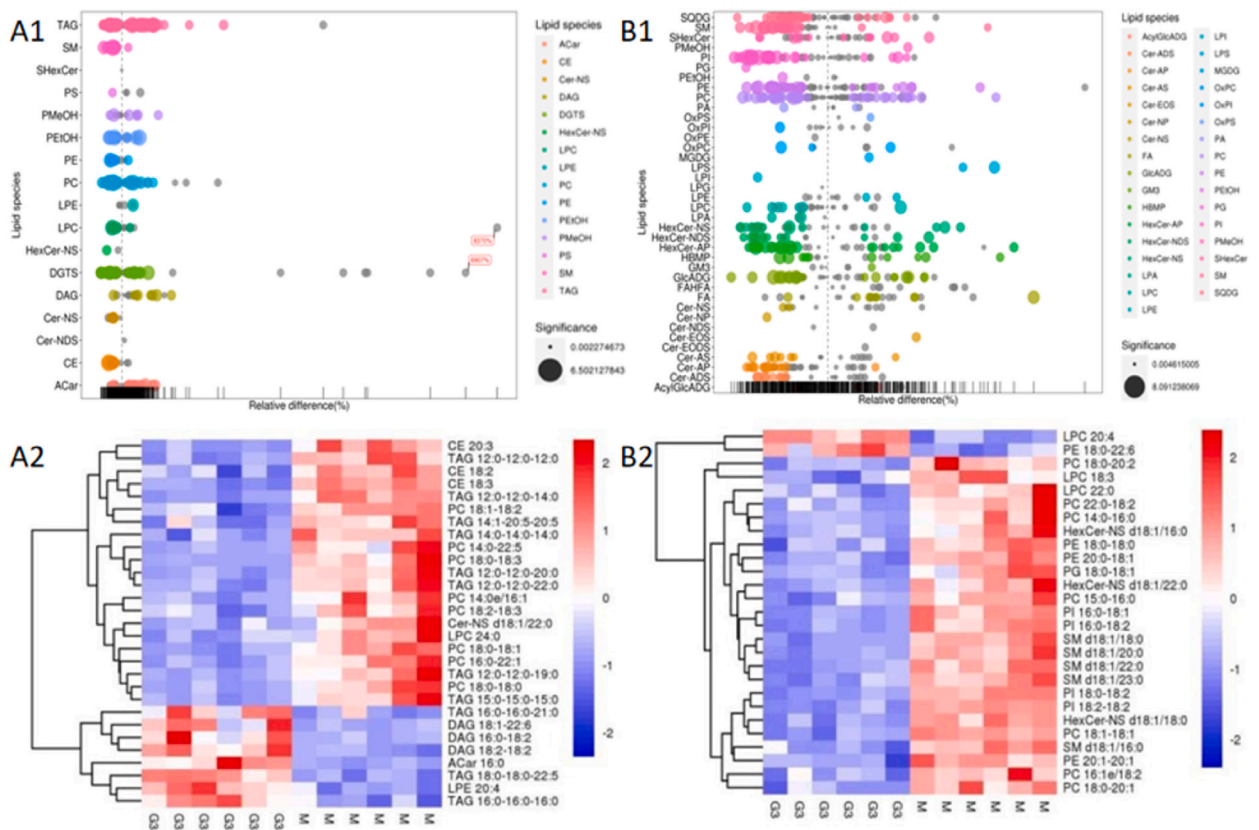 A1
Lipid species
TAG
SM
SHexCer
PS
PMeOH
PEtOH
PE
PC
LPE
LPC
HexCer-NS
DGTS
DAG
Cer-NS
Cer-NDS
CE
ACar
Relative difference(%)
Lipid species
ACar
CE
Cer-NS
DAG
DGTS
HexCer-NS
LPC
LPE
PC
PE
PEtOH
PMeOH
PS
SM
TAG
Significance
0.002274673
6.502127843
B1
Lipid species
SQDG
SM
SHexCer
PMeOH
PI
PG
PEtOH
PE
PC
PA
OxPS
OxPI
OxPE
OxPC
MGDG
LPS
LPI
LPG
LPE
LPC
LPA
HexCer-NS
HexCer-NDS
HexCer-AP
HBMP
GM3
GlcADG
FAHFA
FA
Cer-NS
Cer-NP
Cer-NDS
Cer-EOS
Cer-EODS
Cer-AS
Cer-AP
Cer-ADS
AcylGlcADG
Relative difference(%)
Lipid species
AcylGlcADG
Cer-ADS
Cer-AP
Cer-AS
Cer-EOS
Cer-NP
Cer-NS
FA
GlcADG
GM3
HBMP
HexCer-AP
HexCer-NDS
HexCer-NS
LPA
LPC
LPE
LPI
LPS
MGDG
OxPC
OxPI
OxPS
PA
PC
PE
PEtOH
PG
PI
PMeOH
SHexCer
SM
SQDG
Significance
0.004615005
8.091238069
A2
CE 20:3
TAG 12:0-12:0-12:0
CE 18:2
CE 18:3
TAG 12:0-12:0-14:0
PC 18:1-18:2
TAG 14:1-20:5-20:5
TAG 14:0-14:0-14:0
PC 14:0-22:5
PC 18:0-18:3
TAG 12:0-12:0-20:0
TAG 12:0-12:0-22:0
PC 14:0e/16:1
PC 18:2-18:3
Cer-NS d18:1/22:0
LPC 24:0
PC 18:0-18:1
PC 16:0-22:1
TAG 12:0-12:0-19:0
PC 18:0-18:0
TAG 15:0-15:0-15:0
TAG 16:0-16:0-21:0
DAG 18:1-22:6
DAG 16:0-18:2
DAG 18:2-18:2
ACar 16:0
TAG 18:0-18:0-22:5
LPE 20:4
TAG 16:0-16:0-16:0
G3 G3 G3 G3 G3 G3 M M M M M M
2
1
0
-1
-2
B2
LPC 20:4
PE 18:0-22:6
PC 18:0-20:2
LPC 18:3
LPC 22:0
PC 22:0-18:2
PC 14:0-16:0
HexCer-NS d18:1/16:0
PE 18:0-18:0
PE 20:0-18:1
PG 18:0-18:1
HexCer-NS d18:1/22:0
PC 15:0-16:0
PI 16:0-18:1
PI 16:0-18:2
SM d18:1/18:0
SM d18:1/20:0
SM d18:1/22:0
SM d18:1/23:0
PI 18:0-18:2
PI 18:2-18:2
HexCer-NS d18:1/18:0
PC 18:1-18:1
SM d18:1/16:0
PE 20:1-20:1
PC 16:1e/18:2
PC 18:0-20:1
G3 G3 G3 G3 G3 G3 M M M M M M
2
1
0
-1
-2